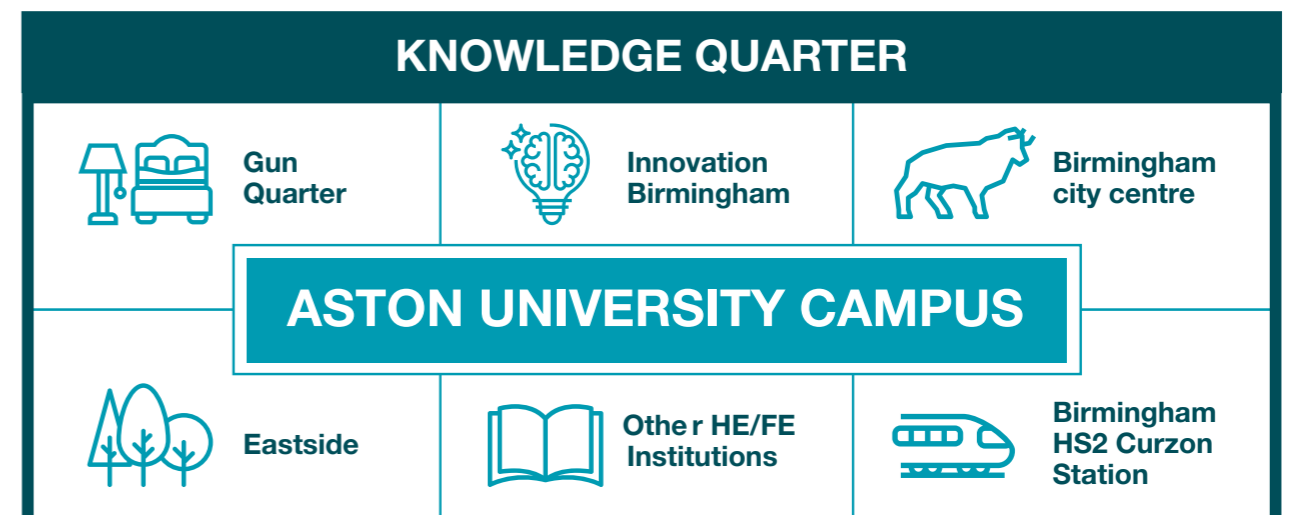 KNOWLEDGE QUARTER
Gun
Quarter
Innovation
Birmingham
Birmingham
city centre
ASTON UNIVERSITY CAMPUS
Eastside
Other HE/FE
Institutions
Birmingham
HS2 Curzon
Station